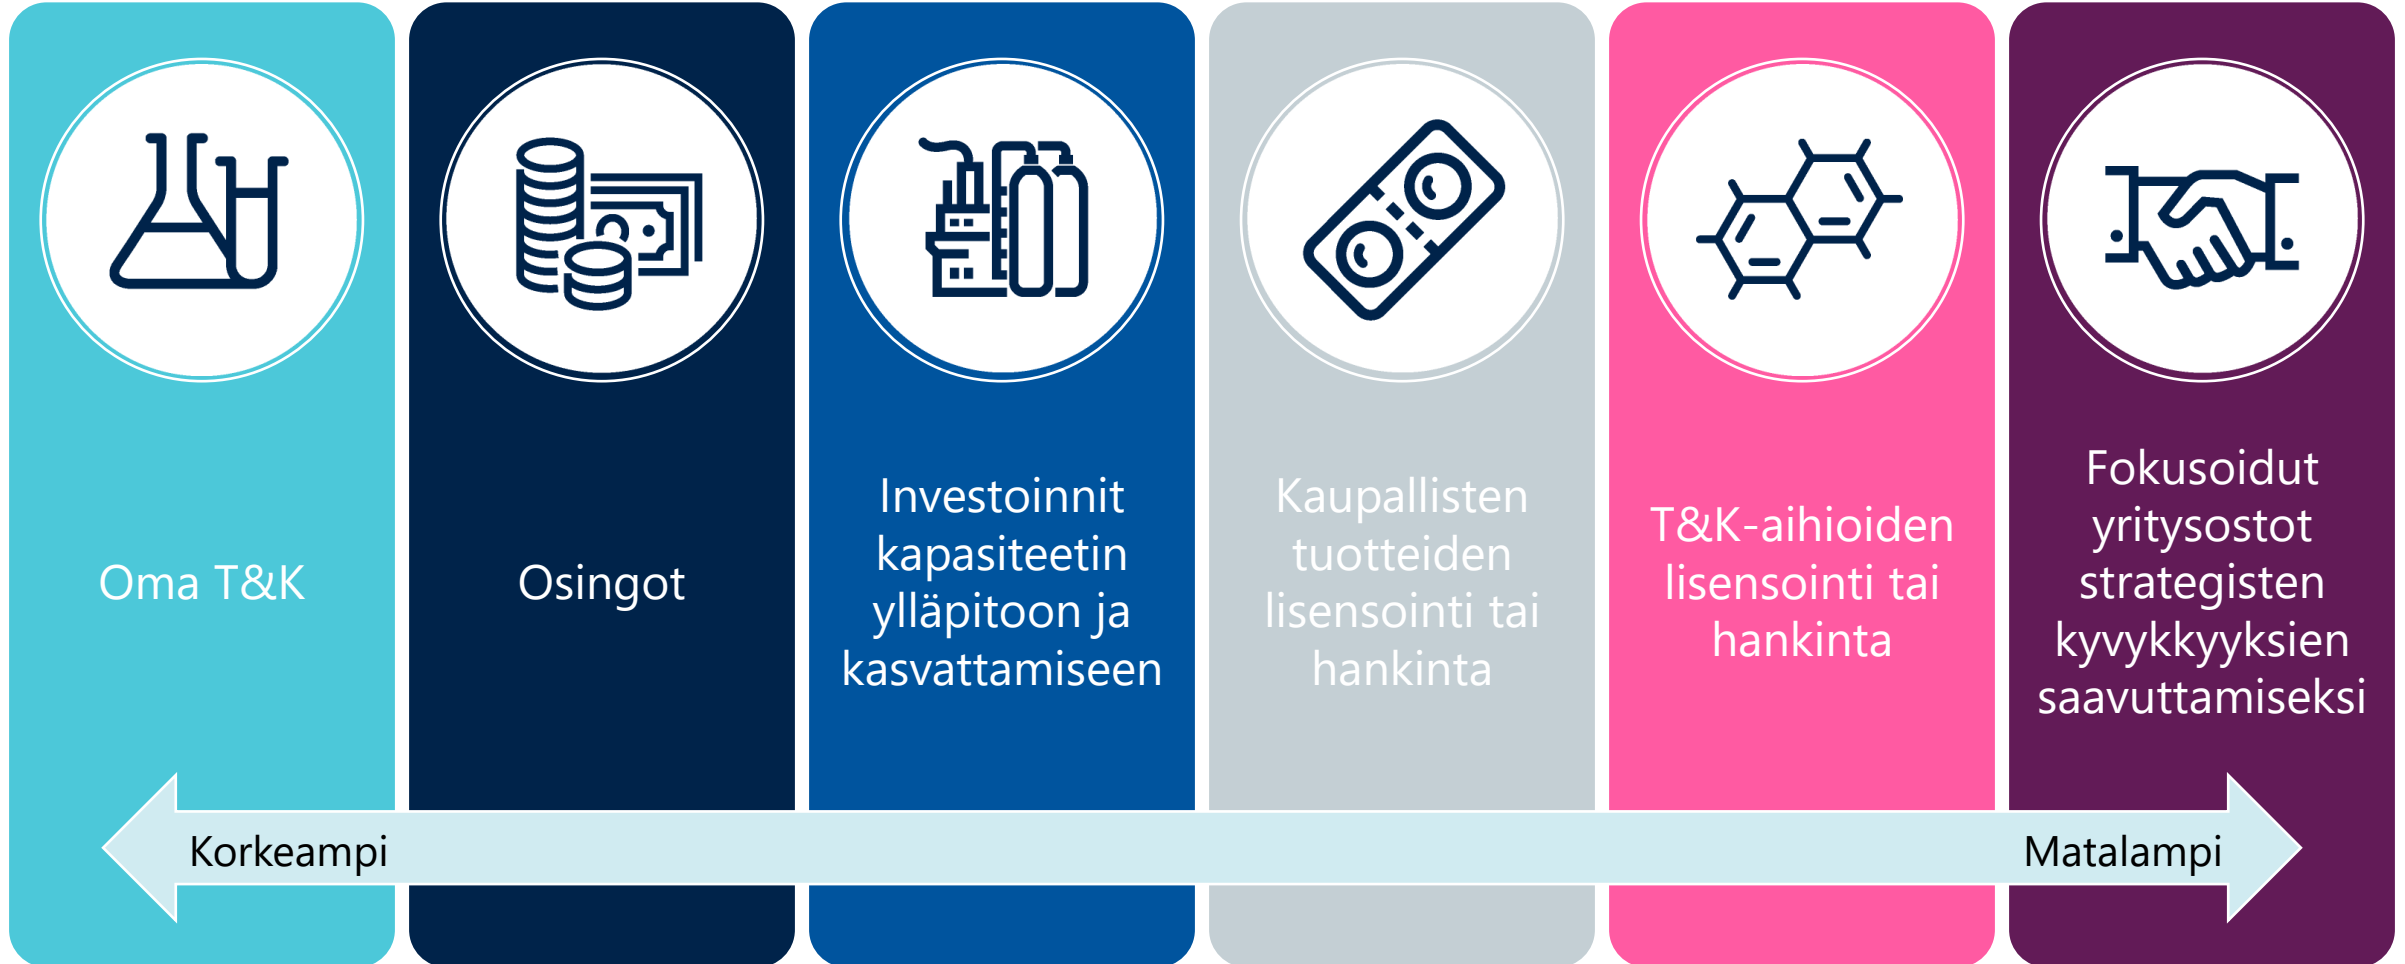 Oma T&K
Osingot
Investoinnit
kapasiteetin
ylläpitoon ja
kasvattamiseen
Kaupallisten
tuotteiden
lisensointi tai
hankinta
T&K-aihioiden
lisensointi tai
hankinta
Fokusoidut
yritysostot
strategisten
kyvykkyyksien
saavuttamiseksi
Korkeampi
Matalampi